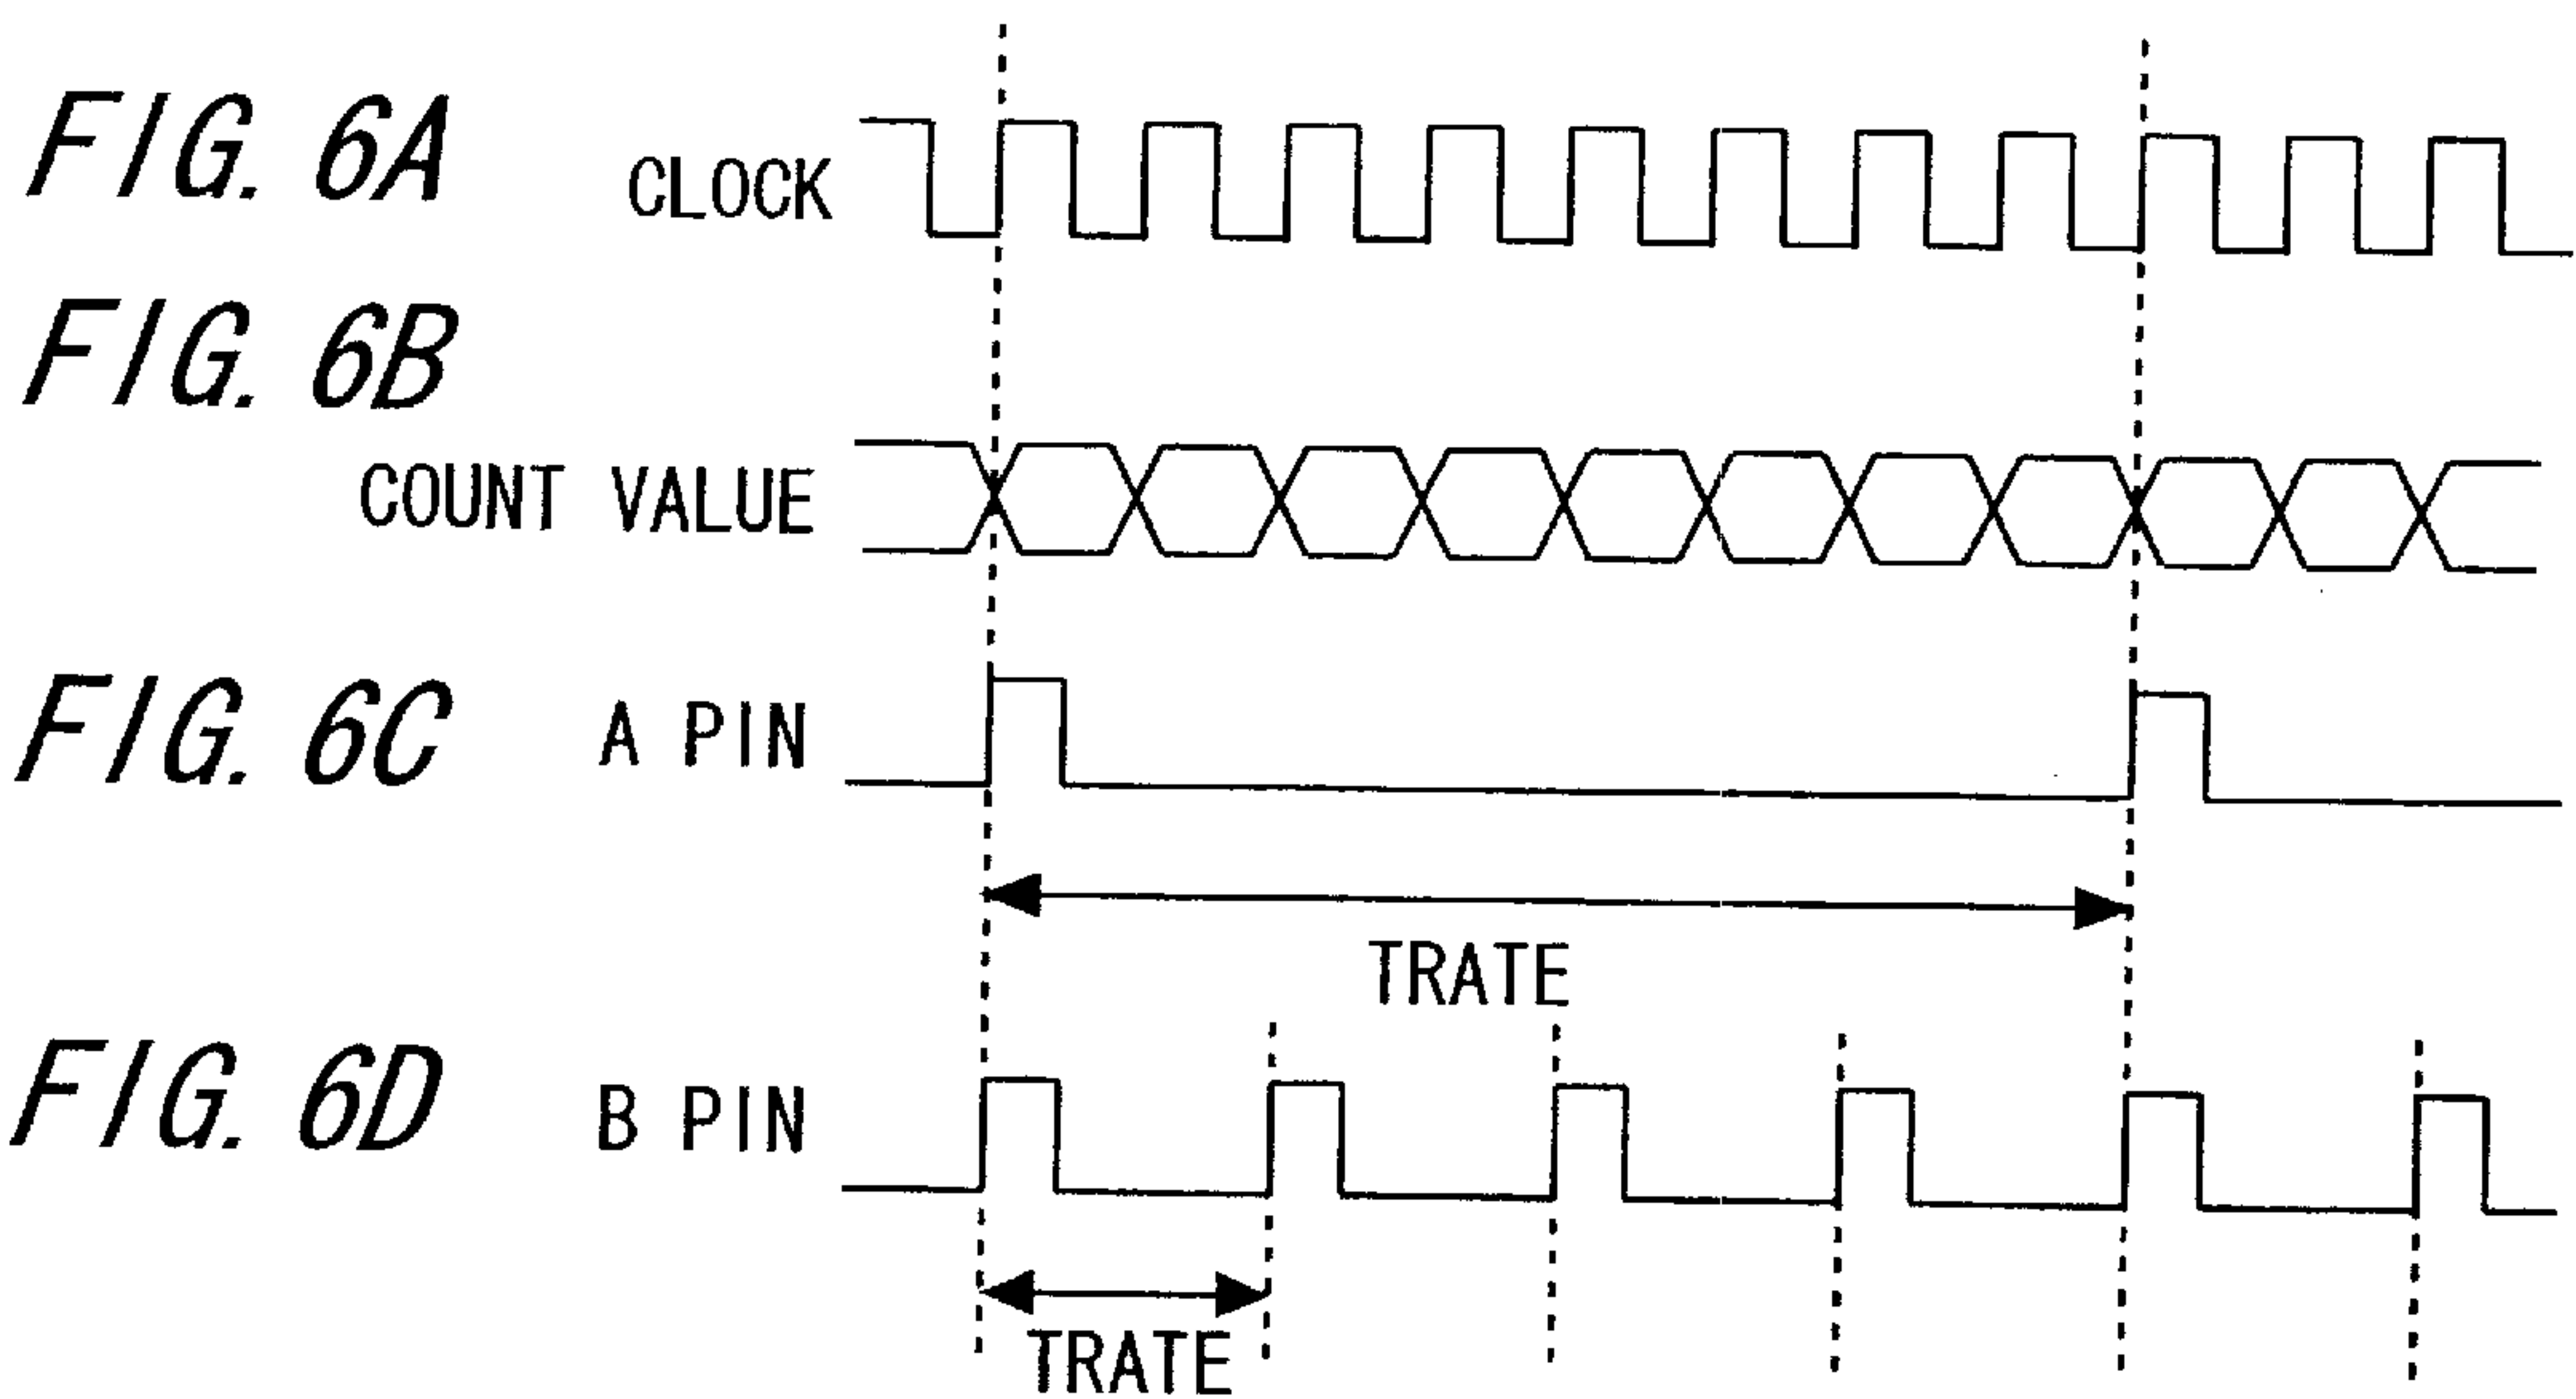 FIG. 6A
CLOCK
FIG. 6B
COUNT VALUE
FIG. 6C
A PIN
TRATE
FIG. 6D
B PIN
TRATE